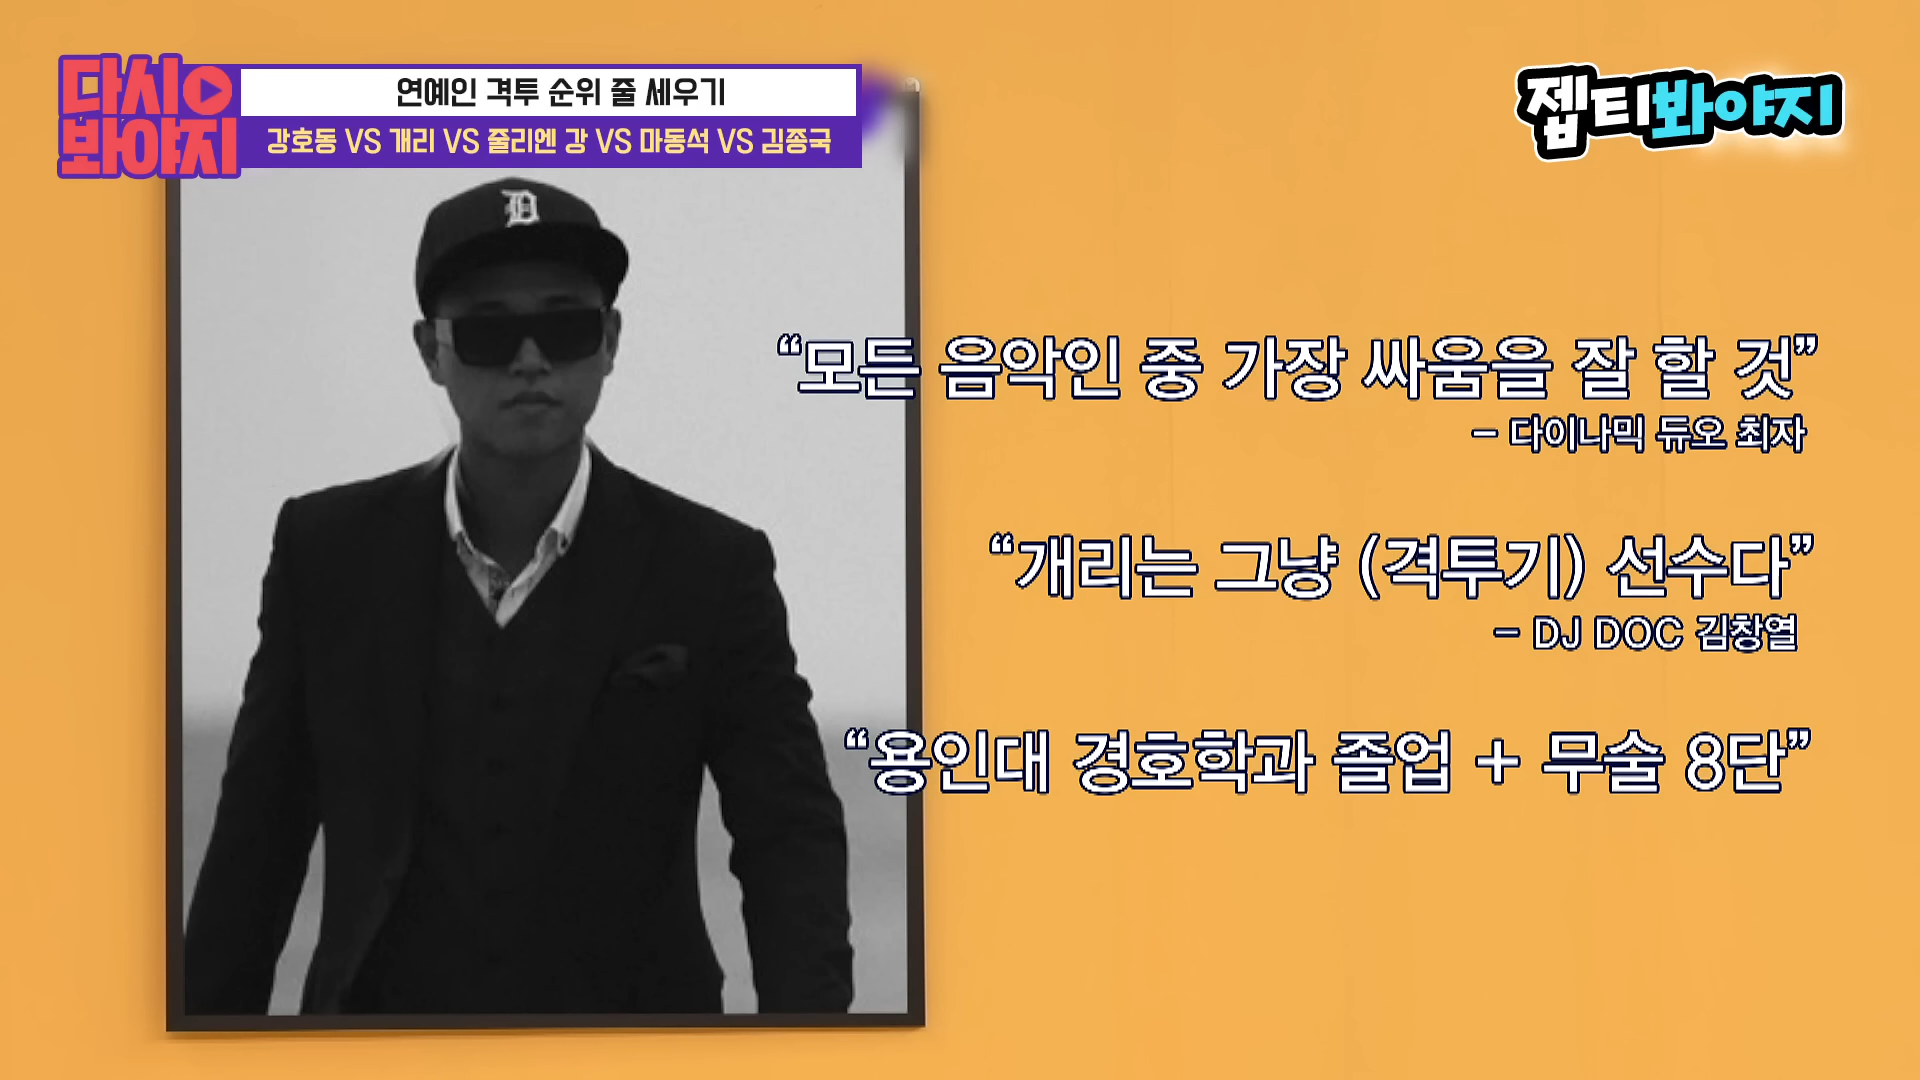 다시
봐야지
연예인 격투 순위 줄 세우기
강호동 VS 개리 VS 줄리엔 강 VS 마동석 VS 김종국
젭티봐야지
D
“모든 음악인 중 가장 싸움을 잘 할 것”
- 다이나믹 듀오 최자
“개리는 그냥 (격투기) 선수다”
- DJ DOC 김창열
“용인대 경호학과 졸업 + 무술 8단”